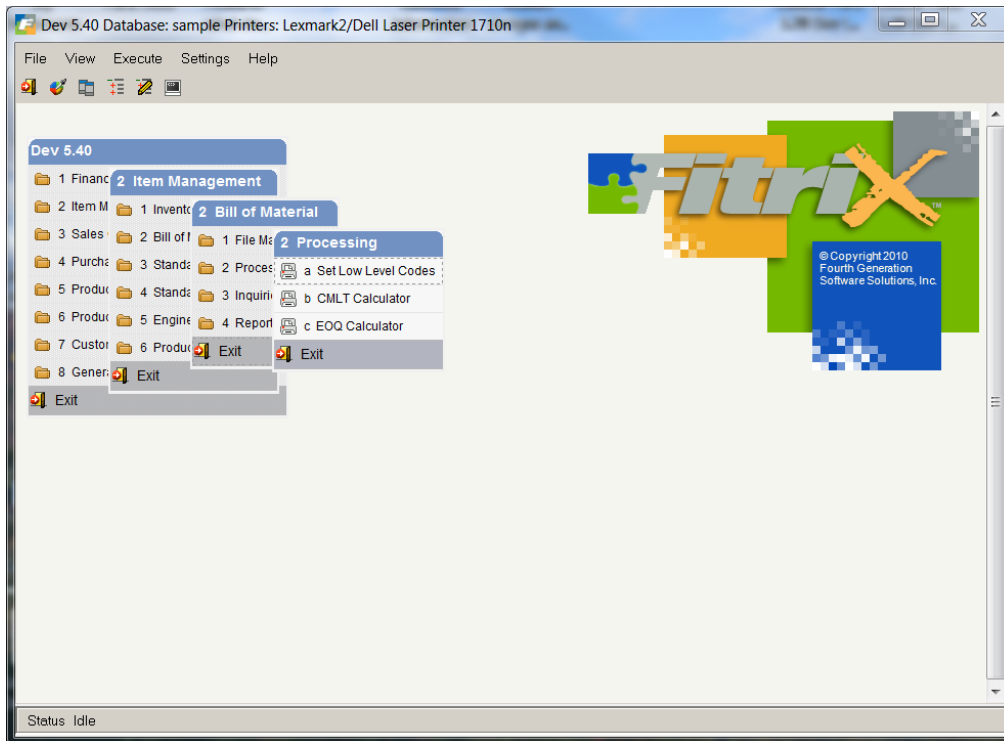 Dev 5.40 Database: sample Printers: Lexmark2/Dell Laser Printer 1710n
File View Execute Settings Help
Dev 5.40
1 Financ
2 Item M
3 Sales
4 Purcha
5 Produc
6 Produc
7 Custor
8 Genera
Exit
2 Item Management
1 Invento
2 Bill of M
3 Standa
4 Standa
5 Engine
6 Produc
Exit
2 Bill of Material
1 File Ma
2 Proces
3 Inquiri
4 Report
Exit
2 Processing
a Set Low Level Codes
b CMLT Calculator
c EOQ Calculator
Exit
FitriX
TM
© Copyright 2010
Fourth Generation
Software Solutions, Inc.
Status Idle